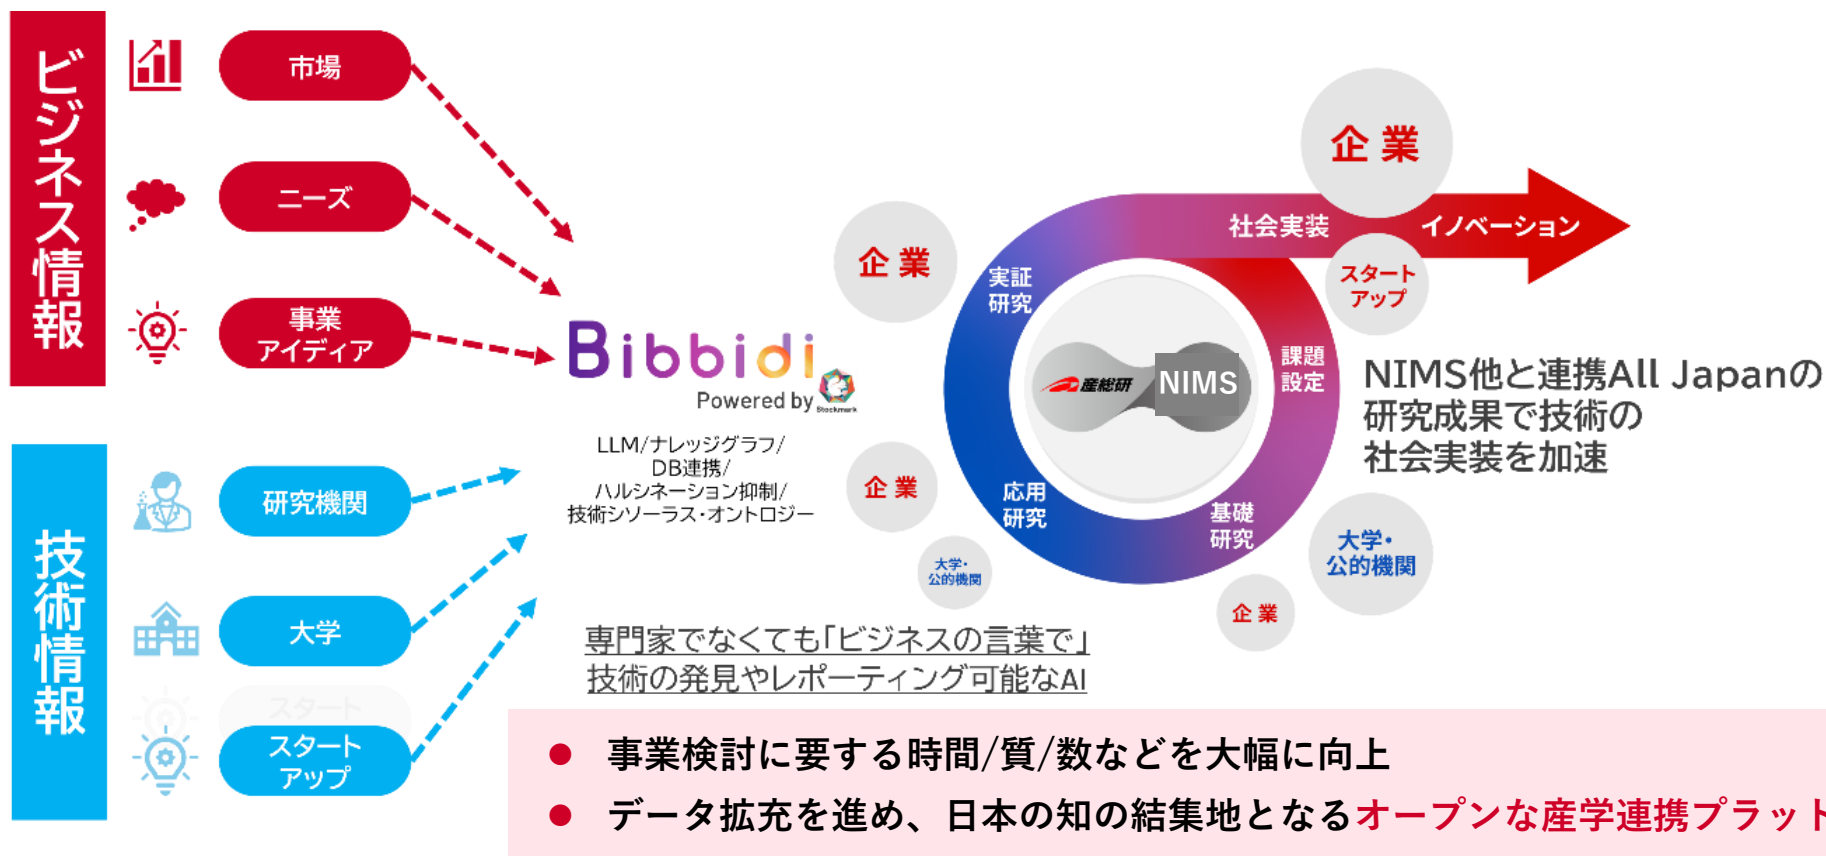 ビジネス情報
市場
ニーズ
事業
アイディア
技術情報
研究機関
大学
スタート
スタート
アップ
Bibbidi
Powered by
Stockmark
LLM/ナレッジグラフ/
DB連携/
ハルシネーション抑制/
技術シソーラス・オントロジー
専門家でなくても「ビジネスの言葉で」
技術の発見やレポーティング可能なAI
企業
企業
社会実装
イノベーション
スタート
アップ
実証
研究
課題
設定
産総研
NIMS
応用
研究
基礎
研究
企業
大学・
公的機関
企業
大学・
公的機関
NIMS他と連携All Japanの
研究成果で技術の
社会実装を加速
● 事業検討に要する時間/質/数などを大幅に向上
● データ拡充を進め、日本の知の結集地となるオープンな産学連携プラット